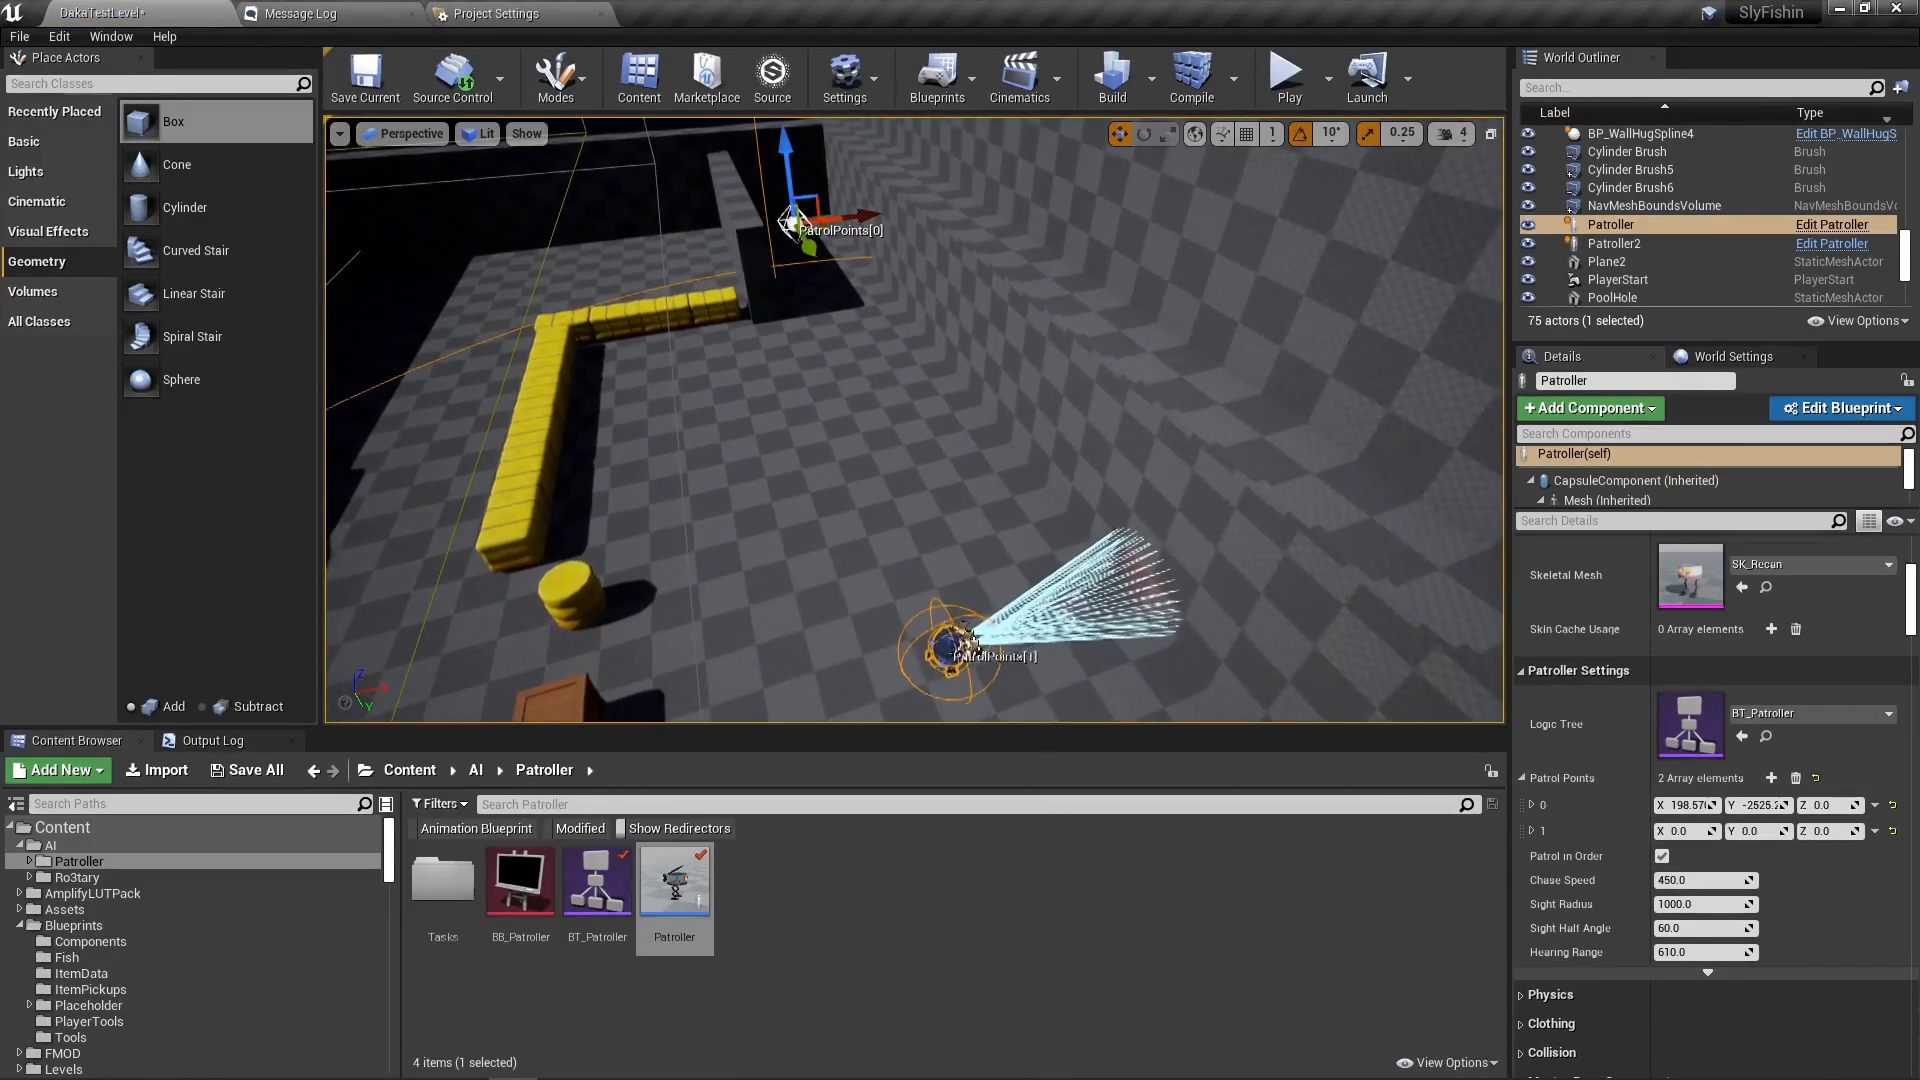 DakaTestLevel*
Message Log
Project Settings
SlyFishin
File
Edit
Window
Help
Place Actors
Search Classes
Recently Placed
Basic
Lights
Cinematic
Visual Effects
Geometry
Volumes
All Classes
Box
Cone
Cylinder
Curved Stair
Linear Stair
Spiral Stair
Sphere
Add
Subtract
Save Current
Source Control
Modes
Content
Marketplace
Source
Settings
Blueprints
Cinematics
Build
Compile
Play
Launch
Perspective
Lit
Show
1
10°
0.25
4
PatrolPoints[0]
PatrolPoints[1]
Z
X
Y
World Outliner
Search...
Label
Type
BP_WallHugSpline4 Edit BP_WallHugS
Cylinder Brush Brush
Cylinder Brush5 Brush
Cylinder Brush6 Brush
NavMeshBoundsVolume NavMeshBoundsVo
Patroller Edit Patroller
Patroller2 Edit Patroller
Plane2 StaticMeshActor
PlayerStart PlayerStart
PoolHole StaticMeshActor
75 actors (1 selected)
View Options
Details
World Settings
Patroller
Add Component
Edit Blueprint
Search Components
Patroller(self)
CapsuleComponent (Inherited)
Mesh (Inherited)
Search Details
Skeletal Mesh
SK_Recan
Skin Cache Usage 0 Array elements
Patroller Settings
Logic Tree
BT_Patroller
Patrol Points 2 Array elements
0 X 198.576 Y -2525.2 Z 0.0
1 X 0.0 Y 0.0 Z 0.0
Patrol in Order
Chase Speed 450.0
Sight Radius 1000.0
Sight Half Angle 60.0
Hearing Range 610.0
Physics
Clothing
Collision
Content Browser
Output Log
Add New
Import
Save All
Content
AI
Patroller
Search Paths
Filters
Search Patroller
Animation Blueprint
Modified
Show Redirectors
Content
AI
Patroller
Ro3tary
AmplifyLUTPack
Assets
Blueprints
Components
Fish
ItemData
ItemPickups
Placeholder
PlayerTools
Tools
FMOD
Levels
Tasks
BB_Patroller
BT_Patroller
Patroller
4 items (1 selected)
View Options